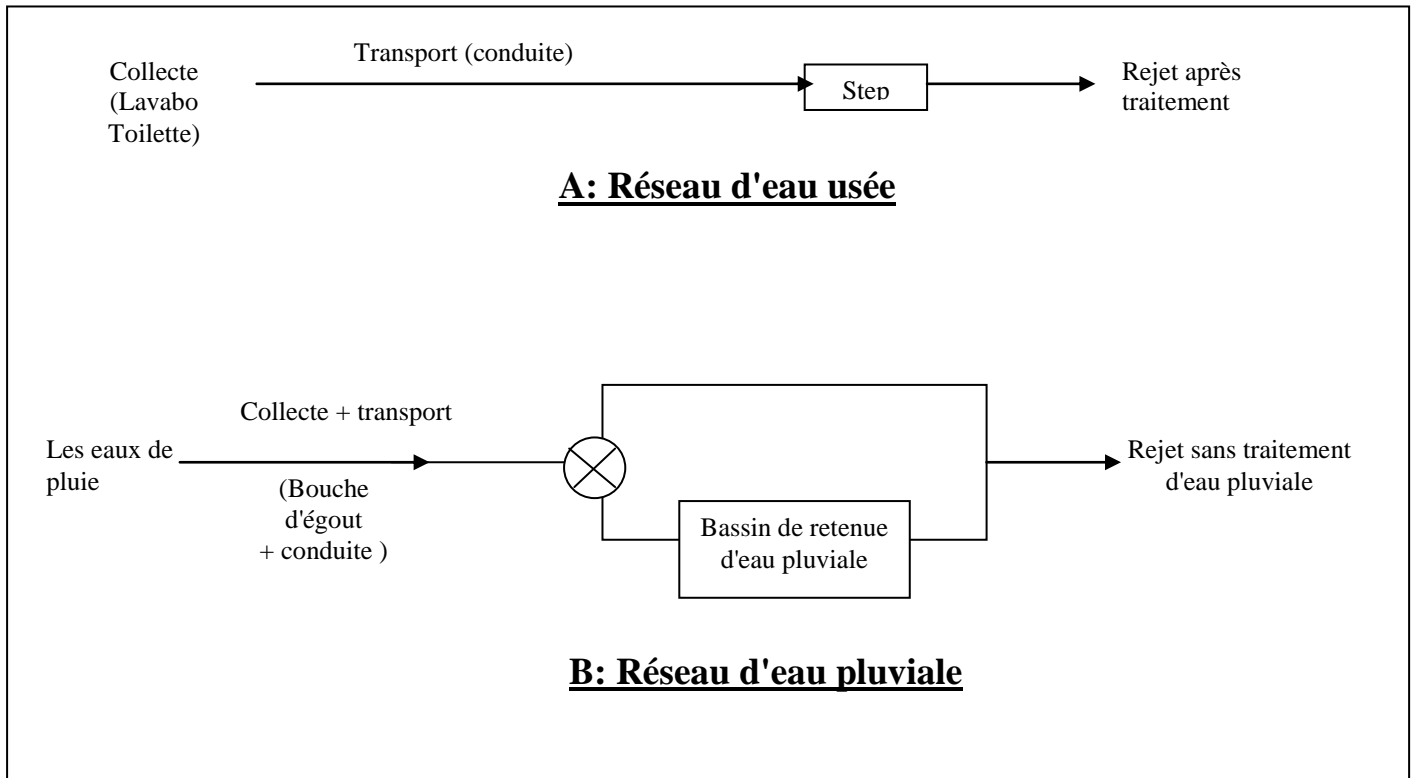 Transport (conduite)
Collecte
(Lavabo
Toilette)
Step
Rejet après
traitement
A: Réseau d'eau usée
Collecte + transport
Les eaux de
pluie
(Bouche
d'égout
+ conduite )
Bassin de retenue
d'eau pluviale
Rejet sans traitement
d'eau pluviale
B: Réseau d'eau pluviale